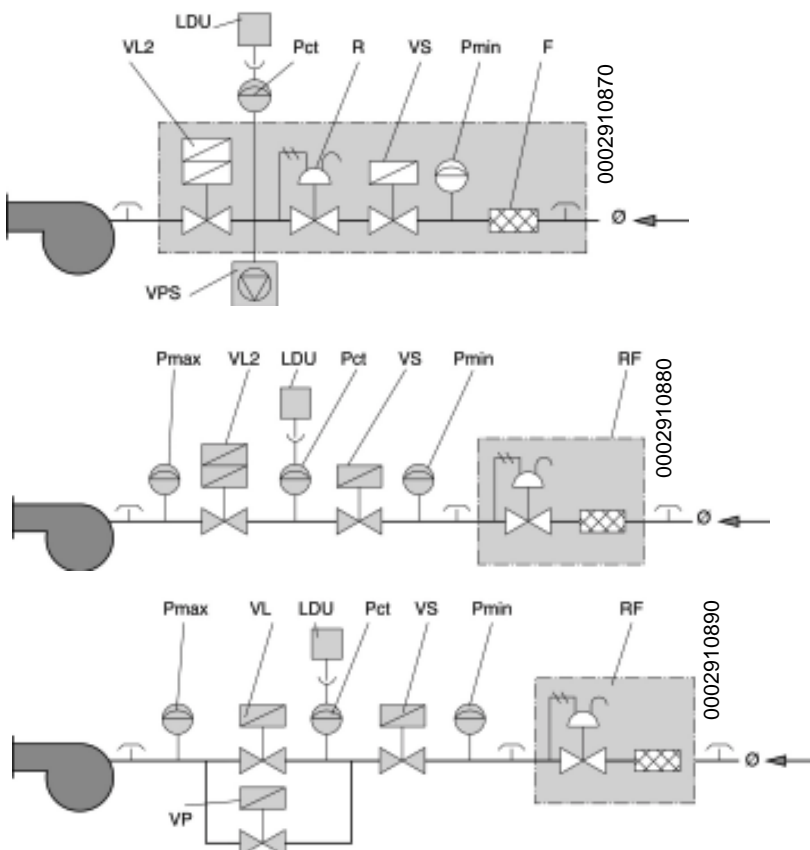 LDU
VL2 Pct R VS Pmin F
0002910870
Ø
VPS
Pmax VL2 LDU Pct VS Pmin RF
0002910880
Ø
Pmax VL LDU Pct VS Pmin RF
0002910890
Ø
VP